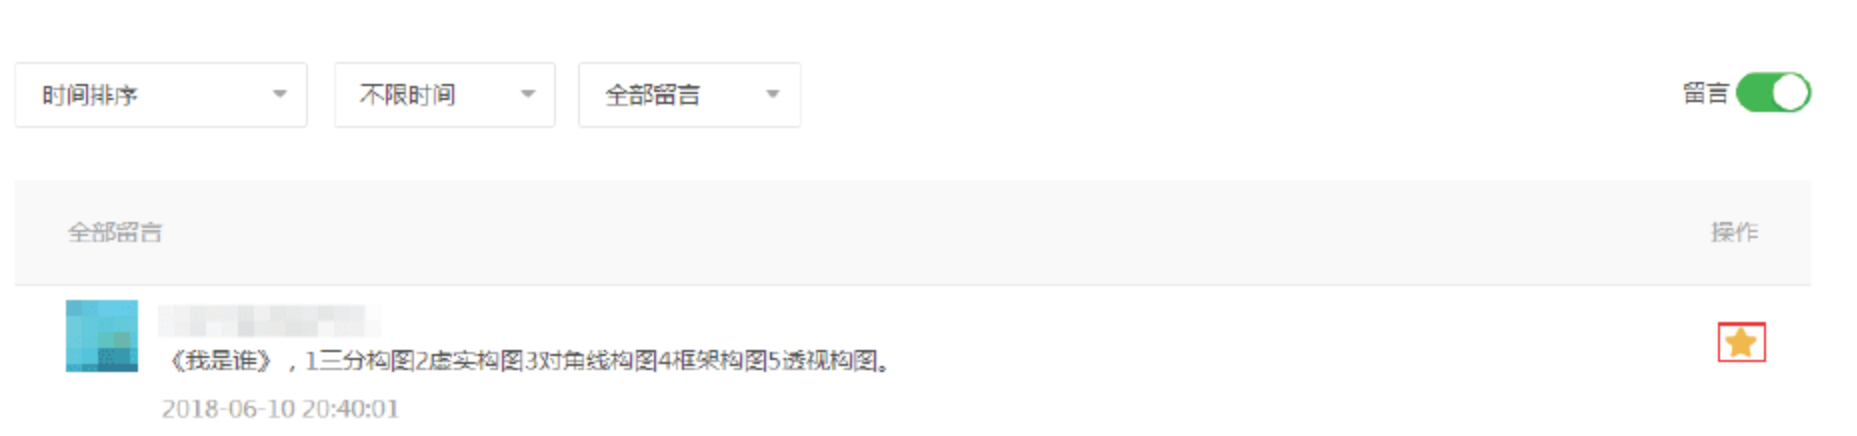 时间排序 不限时间 全部留言 留言
全部留言 操作
《我是谁》，1三分构图2虚实构图3对角线构图4框架构图5透视构图。
2018-06-10 20:40:01